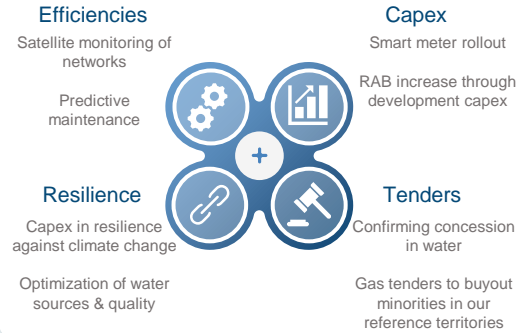 Efficiencies
Satellite monitoring of
networks
Predictive
maintenance
Capex
Smart meter rollout
RAB increase through
development capex
Resilience
Capex in resilience
against climate change
Optimization of water
sources & quality
Tenders
Confirming concession
in water
Gas tenders to buyout
minorities in our
reference territories